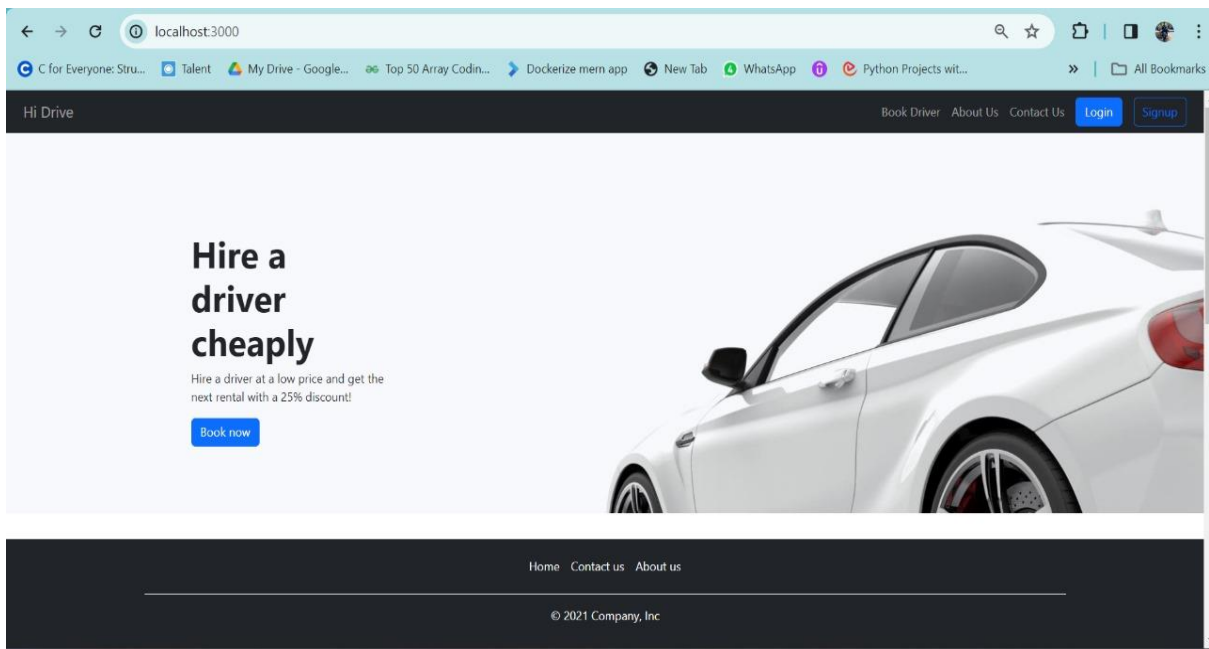 localhost:3000
C for Everyone: Stru... Talent My Drive - Google... Top 50 Array Codin... Dockerize mern app New Tab WhatsApp Python Projects wit... » All Bookmarks
Hi Drive Book Driver About Us Contact Us Login Signup
Hire a
driver
cheaply
Hire a driver at a low price and get the
next rental with a 25% discount!
Book now
Home Contact us About us
© 2021 Company, Inc